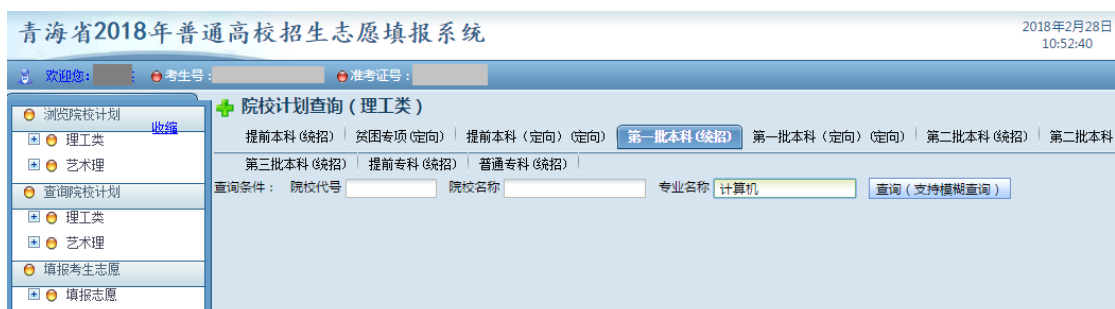 青海省2018年普通高校招生志愿填报系统
2018年2月28日
10:52:40
欢迎您: 考生号: 准考证号:
浏览院校计划
收缩
理工类
艺术理
查询院校计划
理工类
艺术理
填报考生志愿
填报志愿
院校计划查询(理工类)
提前本科(统招) 贫困专项(定向) 提前本科(定向)(定向) 第一批本科(统招) 第一批本科(定向)(定向) 第二批本科(统招) 第二批本科
第三批本科(统招) 提前专科(统招) 普通专科(统招)
查询条件: 院校代号 院校名称 专业名称 计算机 查询(支持模糊查询)